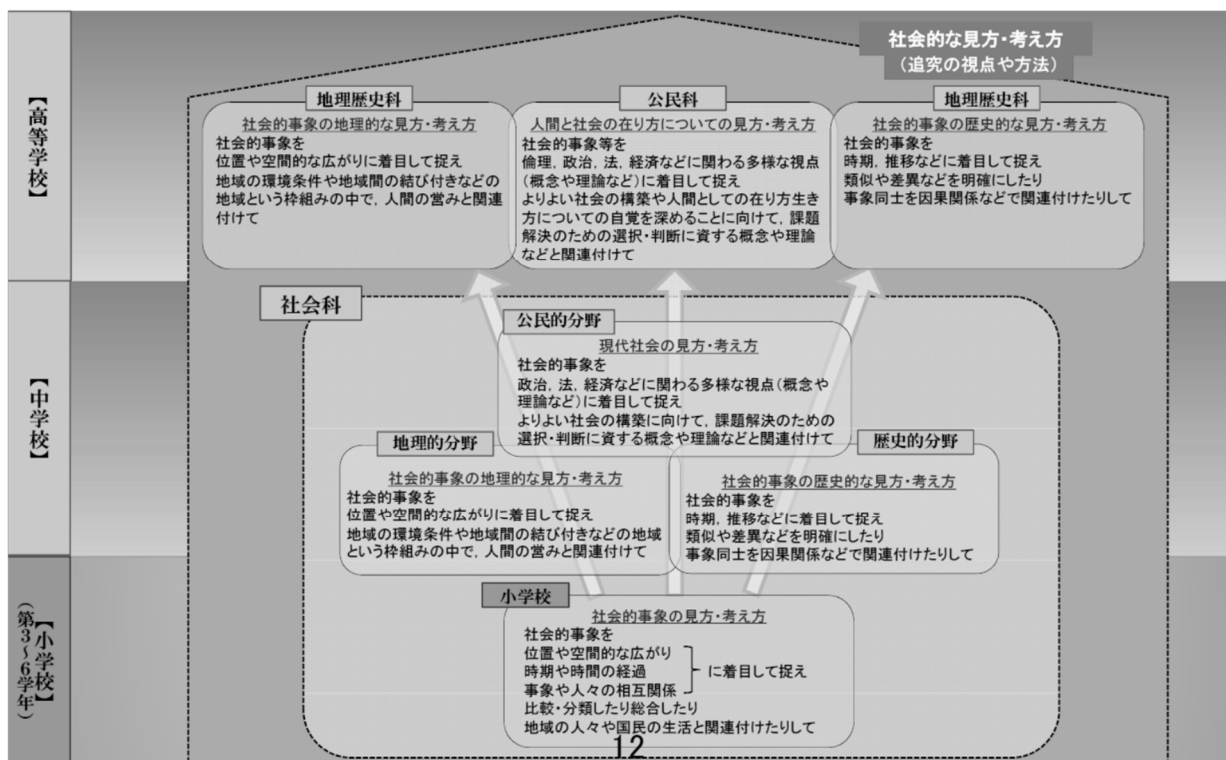 社会的な見方・考え方
（追究の視点や方法）
【高等学校】
地理歴史科
社会的事象の地理的な見方・考え方
社会的事象を
位置や空間的な広がりに着目して捉え
地域の環境条件や地域間の結び付きなどの
地域という枠組みの中で，人間の営みと関連
付けて
公民科
人間と社会の在り方についての見方・考え方
社会的事象等を
倫理，政治，法，経済などに関わる多様な視点
（概念や理論など）に着目して捉え
よりよい社会の構築や人間としての在り方生き
方についての自覚を深めることに向けて，課題
解決のための選択・判断に資する概念や理論
などと関連付けて
地理歴史科
社会的事象の歴史的な見方・考え方
社会的事象を
時期，推移などに着目して捉え
類似や差異などを明確にしたり
事象同士を因果関係などで関連付けたりして
【中学校】
社会科
公民的分野
現代社会の見方・考え方
社会的事象を
政治，法，経済などに関わる多様な視点（概念や
理論など）に着目して捉え
よりよい社会の構築に向けて，課題解決のための
選択・判断に資する概念や理論などと関連付けて
地理的分野
社会的事象の地理的な見方・考え方
社会的事象を
位置や空間的な広がりに着目して捉え
地域の環境条件や地域間の結び付きなどの地域
という枠組みの中で，人間の営みと関連付けて
歴史的分野
社会的事象の歴史的な見方・考え方
社会的事象を
時期，推移などに着目して捉え
類似や差異などを明確にしたり
事象同士を因果関係などで関連付けたりして
【小学校】
（第3～6学年）
小学校
社会的事象の見方・考え方
社会的事象を
位置や空間的な広がり
時期や時間の経過
事象や人々の相互関係
に着目して捉え
比較・分類したり総合したり
地域の人々や国民の生活と関連付けたりして
12